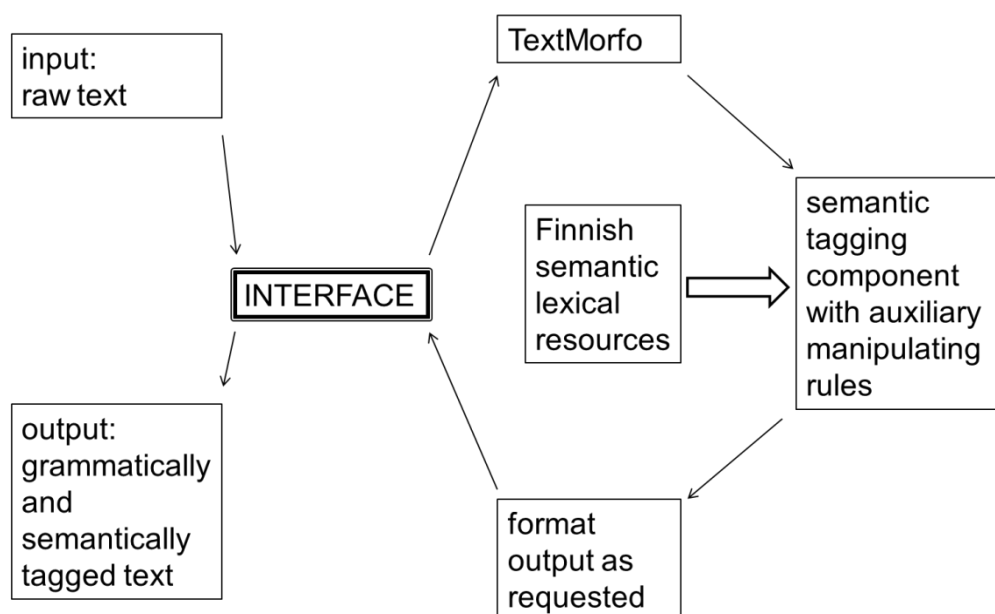 input:
raw text
TextMorfo
INTERFACE
Finnish
semantic
lexical
resources
semantic
tagging
component
with auxiliary
manipulating
rules
output:
grammatically
and
semantically
tagged text
format
output as
requested